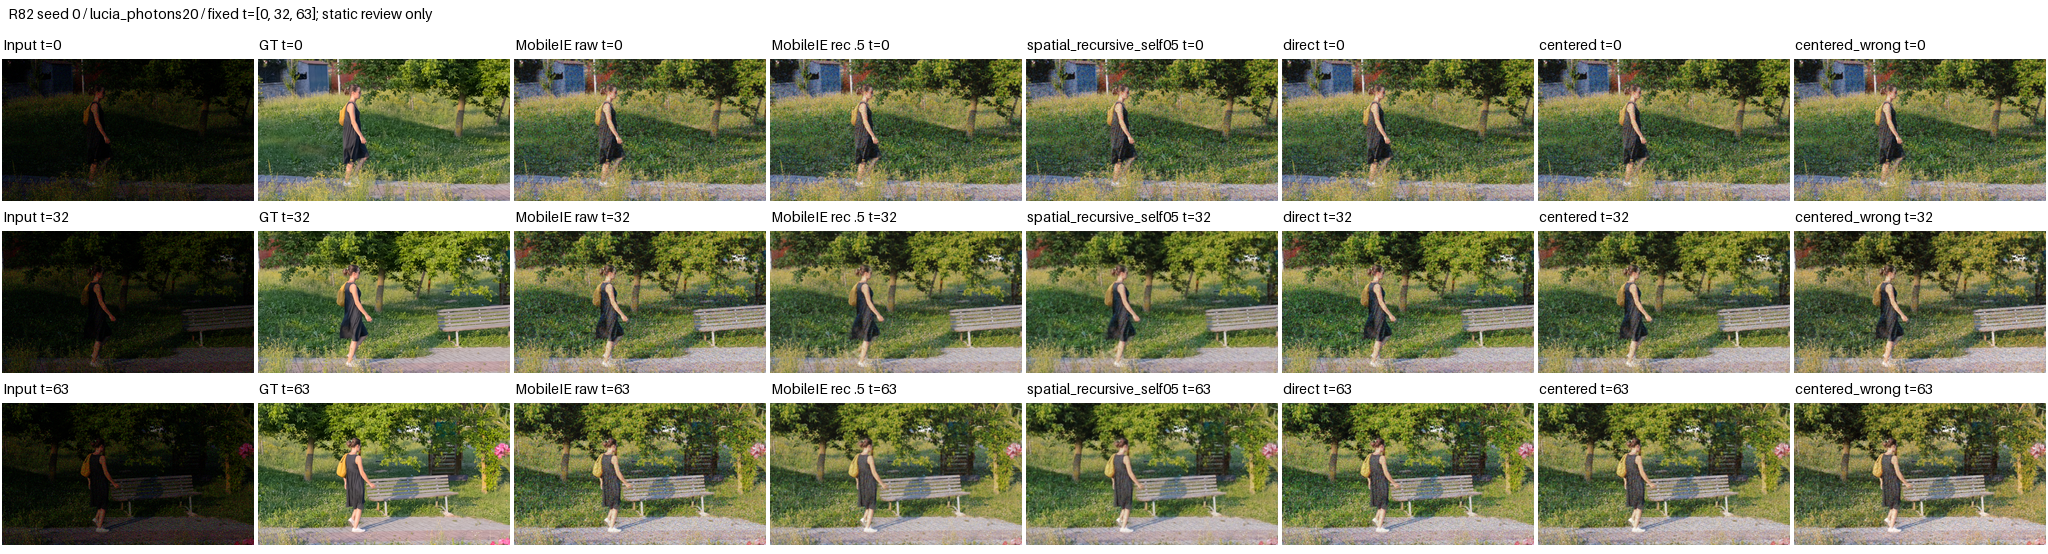 R82 seed 0 / lucia_photons20 / fixed t=[0, 32, 63]; static review only
Input t=0 GT t=0 MobileIE raw t=0 MobileIE rec .5 t=0 spatial_recursive_self05 t=0 direct t=0 centered t=0 centered_wrong t=0
Input t=32 GT t=32 MobileIE raw t=32 MobileIE rec .5 t=32 spatial_recursive_self05 t=32 direct t=32 centered t=32 centered_wrong t=32
Input t=63 GT t=63 MobileIE raw t=63 MobileIE rec .5 t=63 spatial_recursive_self05 t=63 direct t=63 centered t=63 centered_wrong t=63